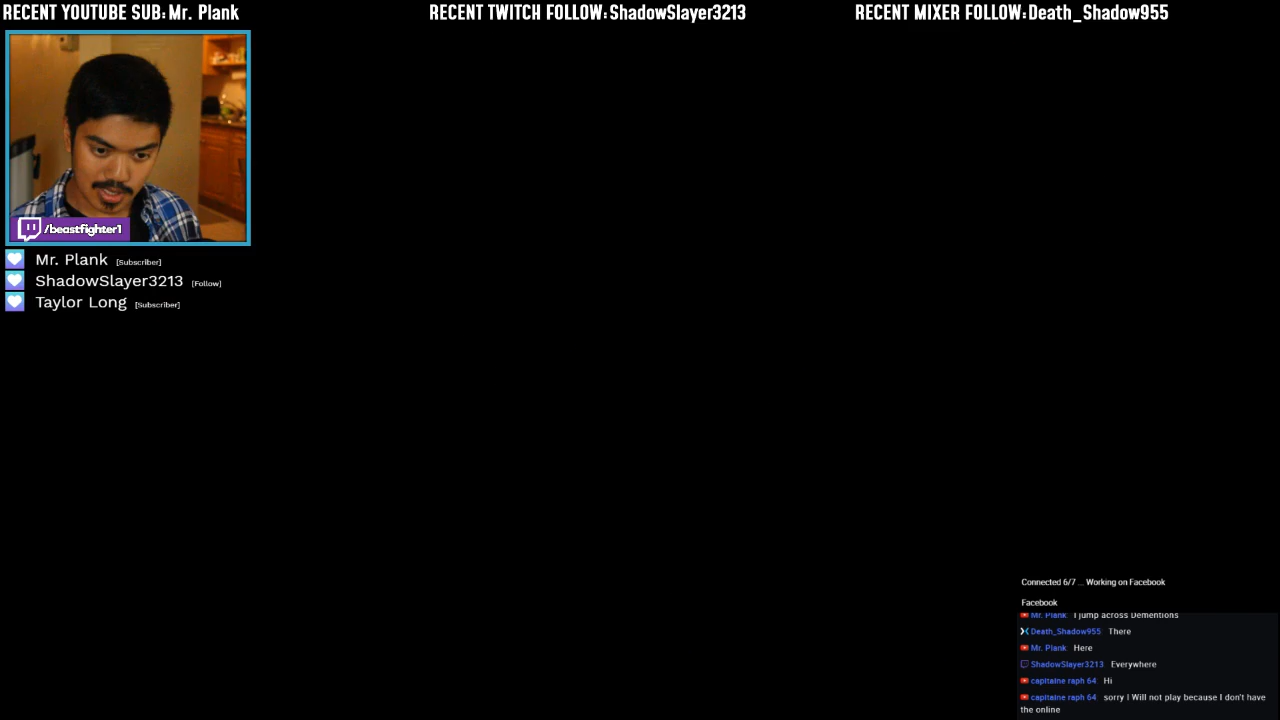 RECENT YOUTUBE SUB: Mr. Plank
RECENT TWITCH FOLLOW: ShadowSlayer3213
RECENT MIXER FOLLOW: Death_Shadow955
/beastfighter1
Mr. Plank [Subscriber]
ShadowSlayer3213 [Follow]
Taylor Long [Subscriber]
Connected 6/7 ... Working on Facebook
Facebook
Mr. Plank I jump across Dementions
Death_Shadow955 There
Mr. Plank Here
ShadowSlayer3213 Everywhere
capitaine raph 64 Hi
capitaine raph 64 sorry I Will not play because I don't have
the online